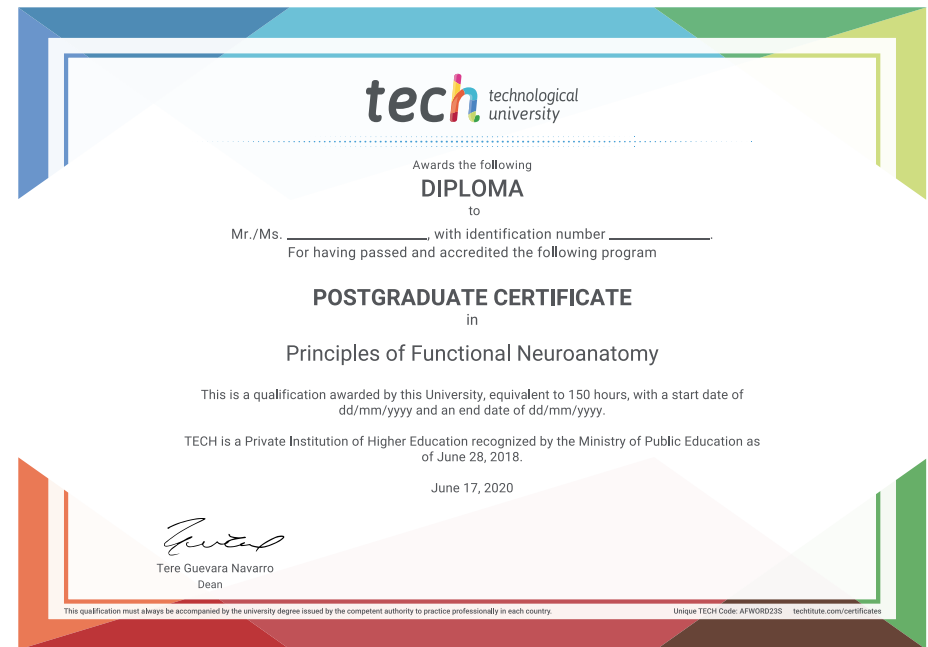 tech technological
university
Awards the following
DIPLOMA
to
Mr./Ms. ____________, with identification number ____________.
For having passed and accredited the following program
POSTGRADUATE CERTIFICATE
in
Principles of Functional Neuroanatomy
This is a qualification awarded by this University, equivalent to 150 hours, with a start date of
dd/mm/yyyy and an end date of dd/mm/yyyy.
TECH is a Private Institution of Higher Education recognized by the Ministry of Public Education as
of June 28, 2018.
June 17, 2020
Tere Guevara Navarro
Dean
This qualification must always be accompanied by the university degree issued by the competent authority to practice professionally in each country.
Unique TECH Code: AFWORD23S techtitute.com/certificates